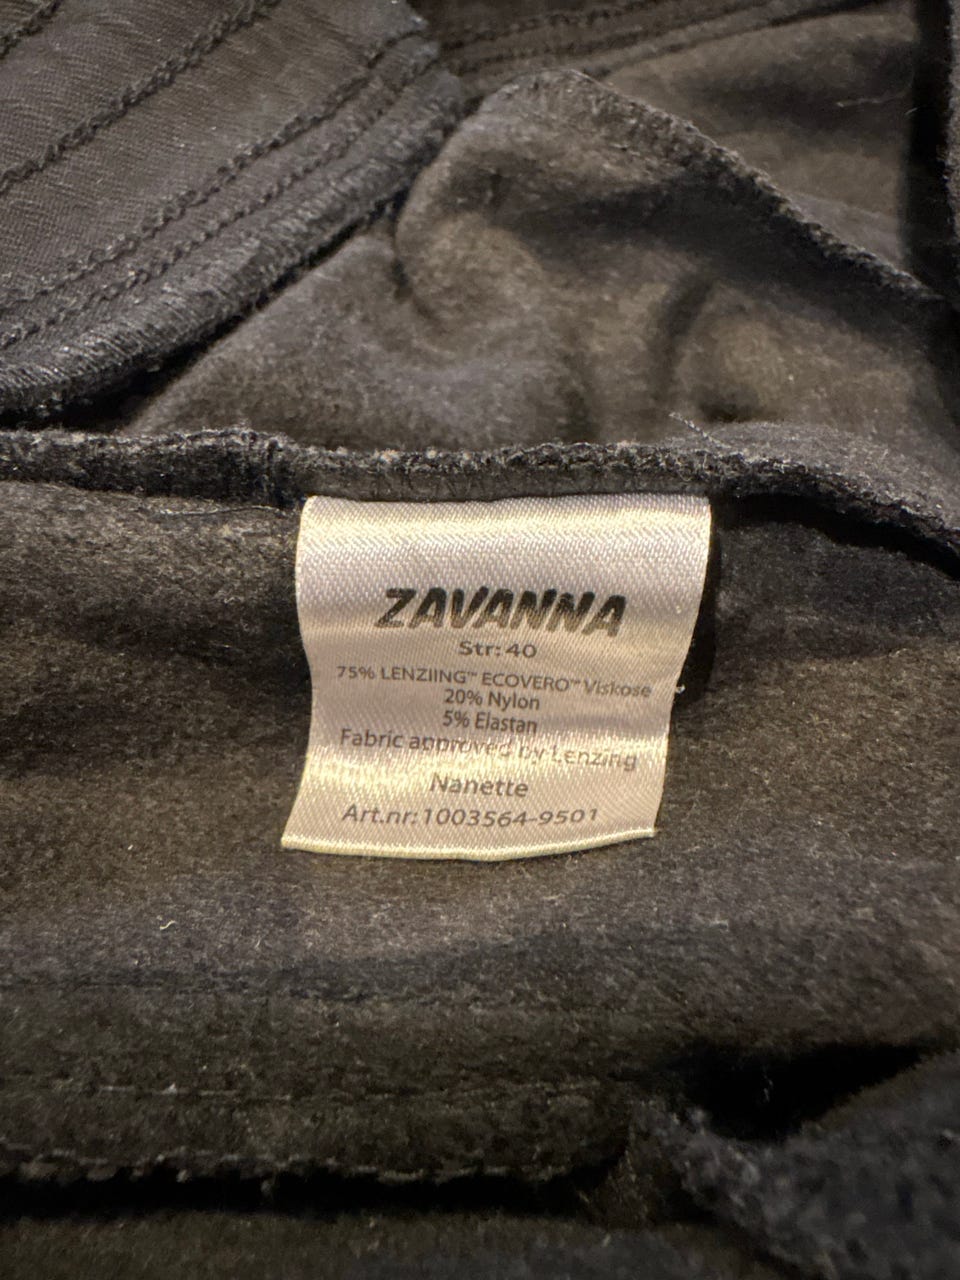 ZAVANNA
Str: 40
75% LENZIING™ ECOVERO™ Viskose
20% Nylon
5% Elastan
Fabric approved by Lenzing
Nanette
Art.nr: 1003564-9501